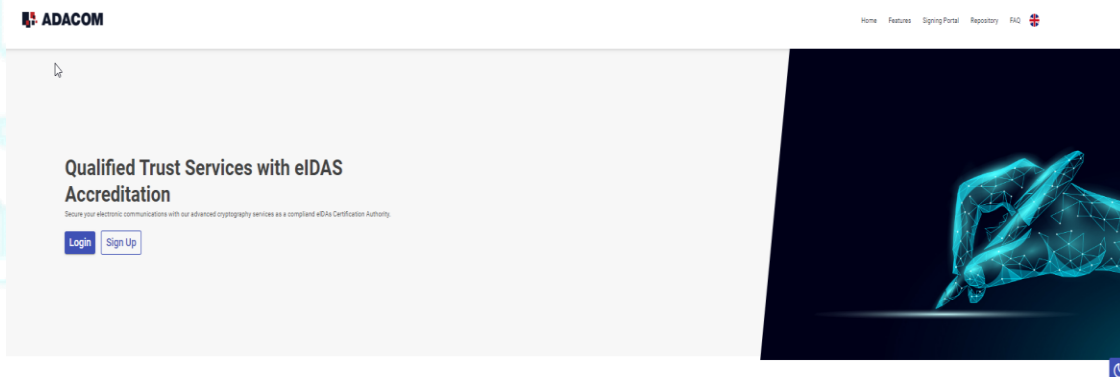 ADACOM
Home Features Signing Portal Repository FAQ
Qualified Trust Services with eIDAS
Accreditation
Secure your electronic communications with our advanced cryptography services as a compliand eIDAs Certification Authority.
Login Sign Up